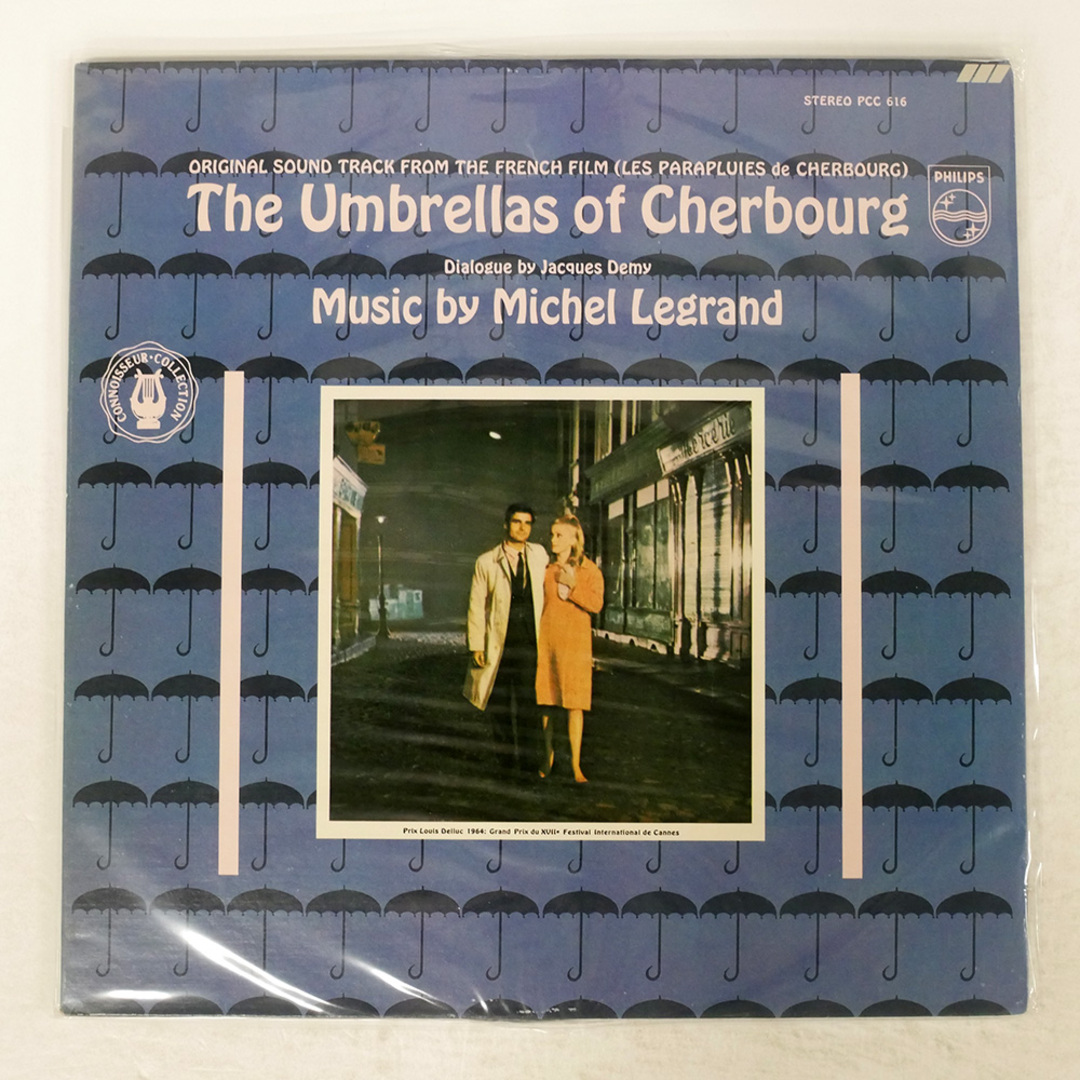 STEREO PCC 616
ORIGINAL SOUND TRACK FROM THE FRENCH FILM (LES PARAPLUIES de CHERBOURG)
The Umbrellas of Cherbourg
PHILIPS
Dialogue by Jacques Demy
Music by Michel Legrand
CONNOISSEUR · COLLECTION
Mercerie
Prix Louis Delluc 1964: Grand Prix du XVIIe Festival International de Cannes